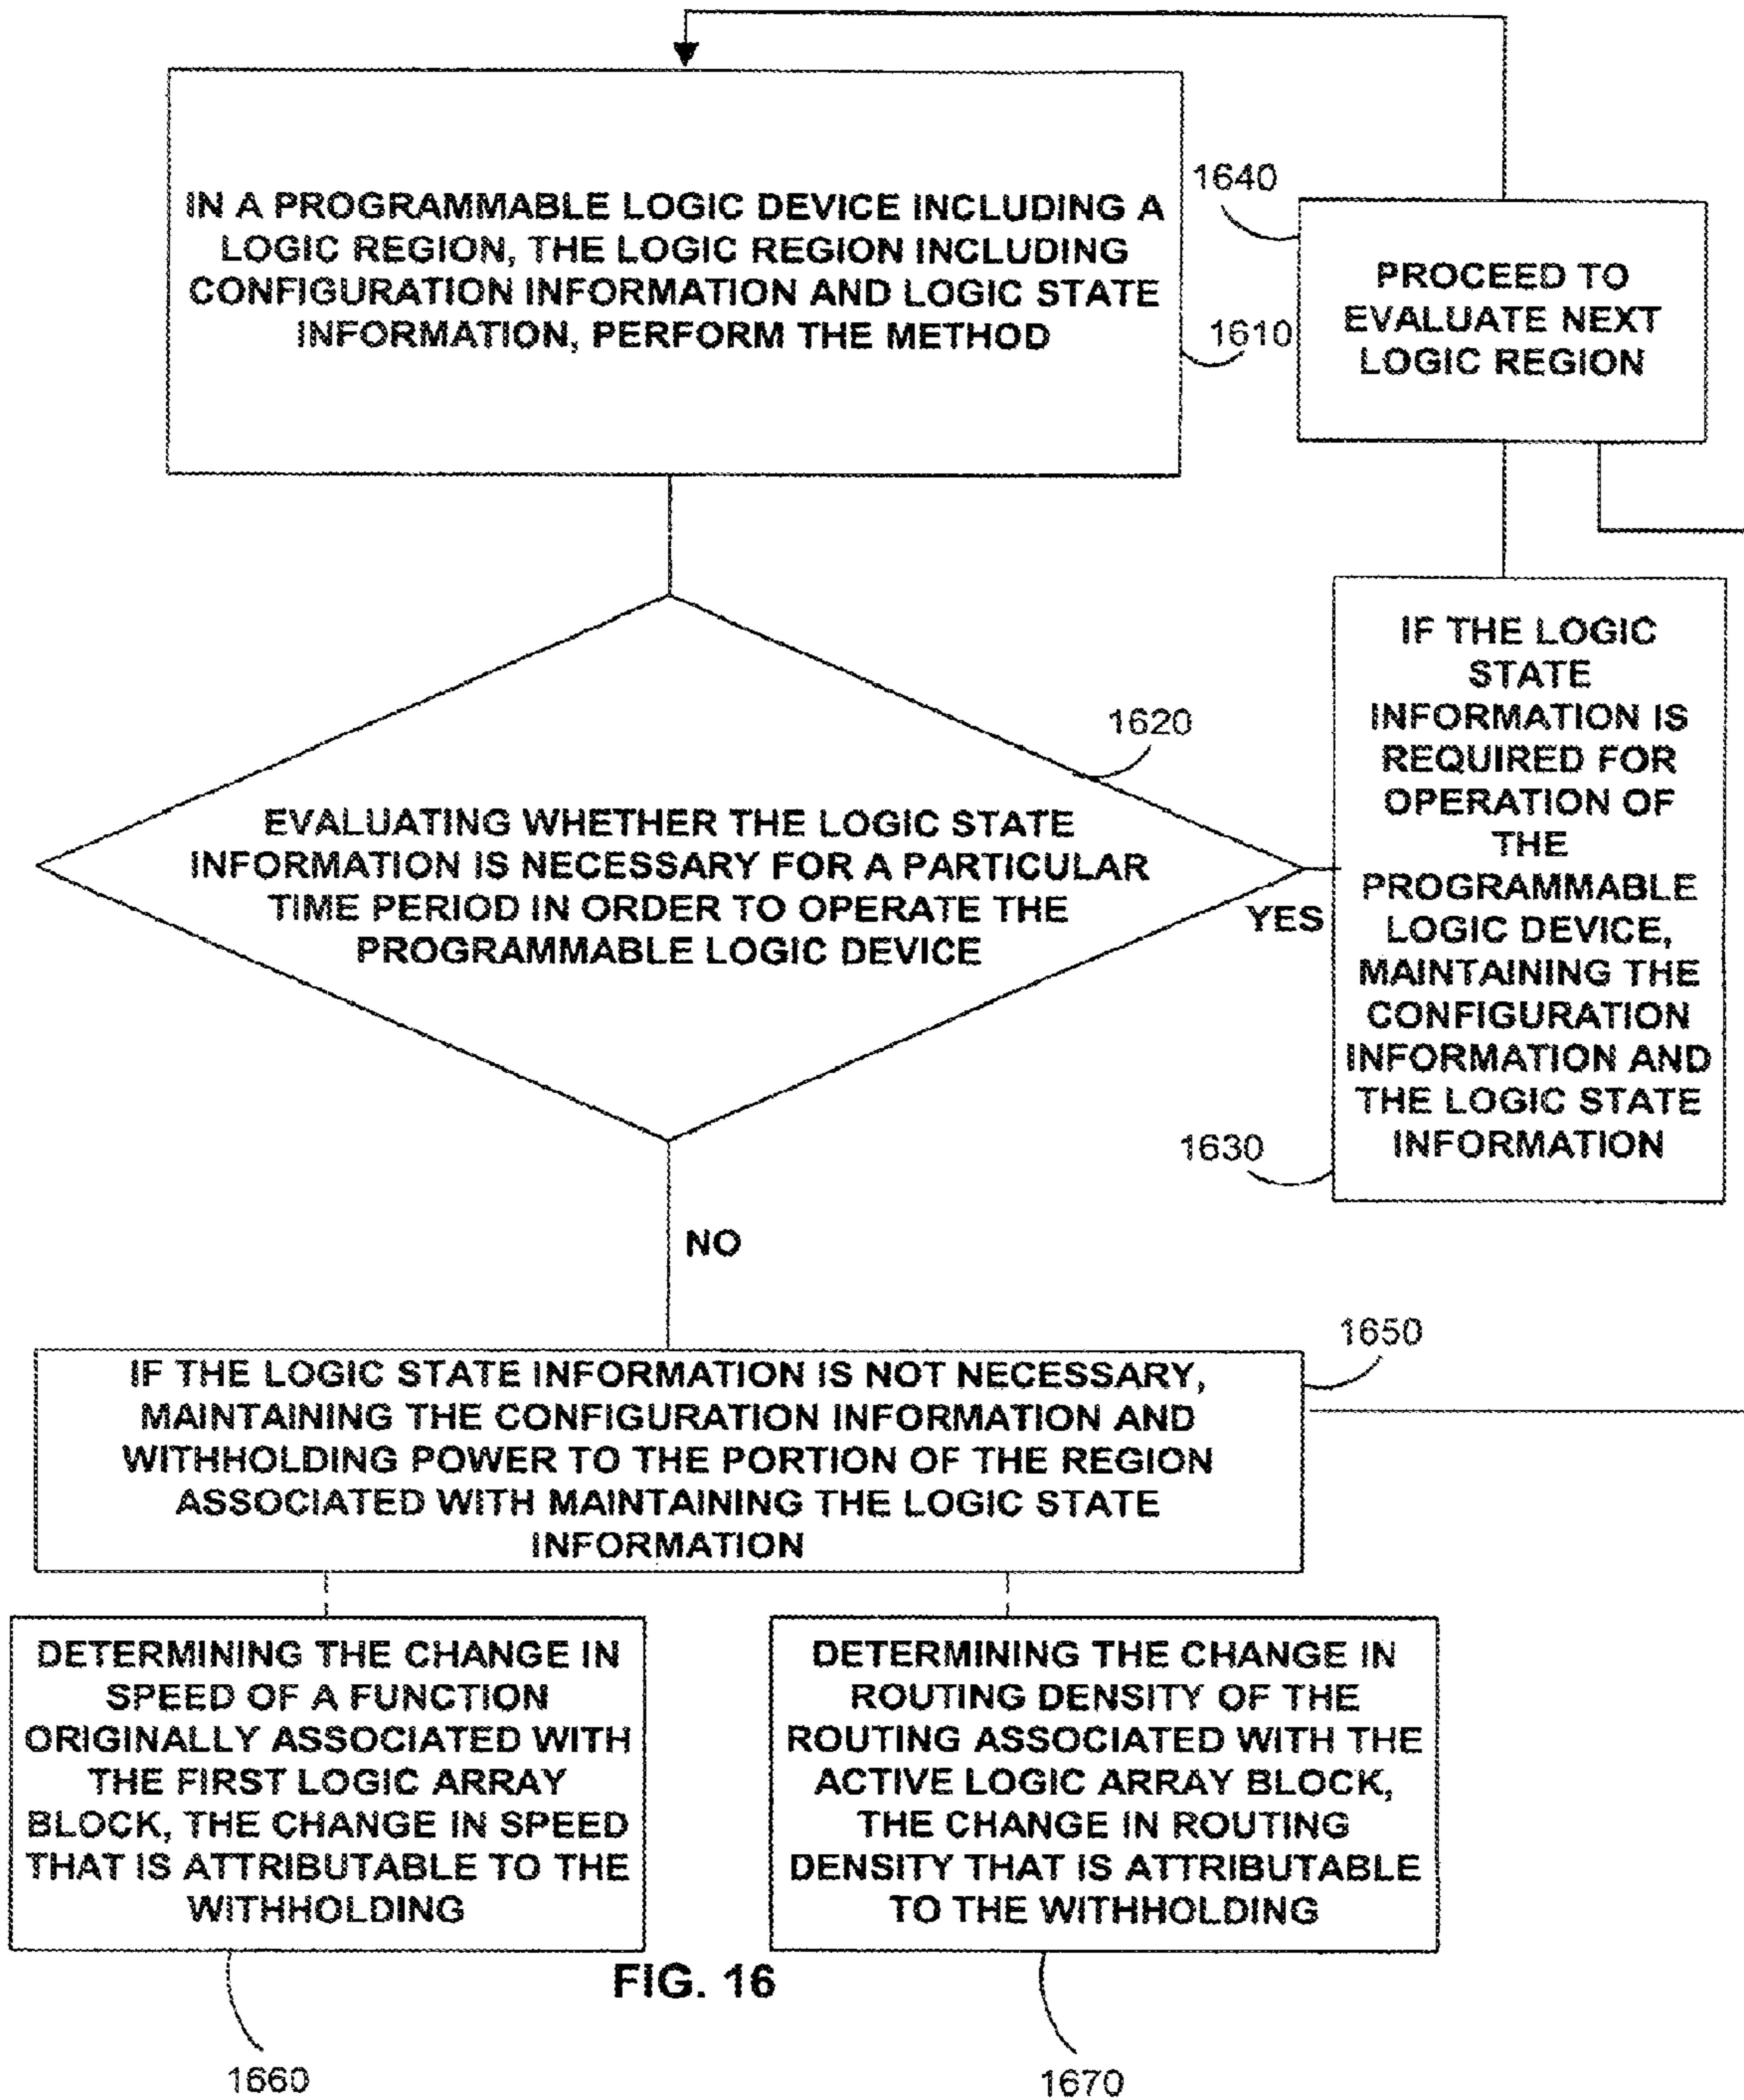 IN A PROGRAMMABLE LOGIC DEVICE INCLUDING A
LOGIC REGION, THE LOGIC REGION INCLUDING
CONFIGURATION INFORMATION AND LOGIC STATE
INFORMATION, PERFORM THE METHOD
1610
1640
PROCEED TO
EVALUATE NEXT
LOGIC REGION
1620
EVALUATING WHETHER THE LOGIC STATE
INFORMATION IS NECESSARY FOR A PARTICULAR
TIME PERIOD IN ORDER TO OPERATE THE
PROGRAMMABLE LOGIC DEVICE
YES
IF THE LOGIC
STATE
INFORMATION IS
REQUIRED FOR
OPERATION OF
THE
PROGRAMMABLE
LOGIC DEVICE,
MAINTAINING THE
CONFIGURATION
INFORMATION AND
THE LOGIC STATE
INFORMATION
1630
NO
1650
IF THE LOGIC STATE INFORMATION IS NOT NECESSARY,
MAINTAINING THE CONFIGURATION INFORMATION AND
WITHHOLDING POWER TO THE PORTION OF THE REGION
ASSOCIATED WITH MAINTAINING THE LOGIC STATE
INFORMATION
DETERMINING THE CHANGE IN
SPEED OF A FUNCTION
ORIGINALLY ASSOCIATED WITH
THE FIRST LOGIC ARRAY
BLOCK, THE CHANGE IN SPEED
THAT IS ATTRIBUTABLE TO THE
WITHHOLDING
DETERMINING THE CHANGE IN
ROUTING DENSITY OF THE
ROUTING ASSOCIATED WITH THE
ACTIVE LOGIC ARRAY BLOCK,
THE CHANGE IN ROUTING
DENSITY THAT IS ATTRIBUTABLE
TO THE WITHHOLDING
FIG. 16
1660
1670